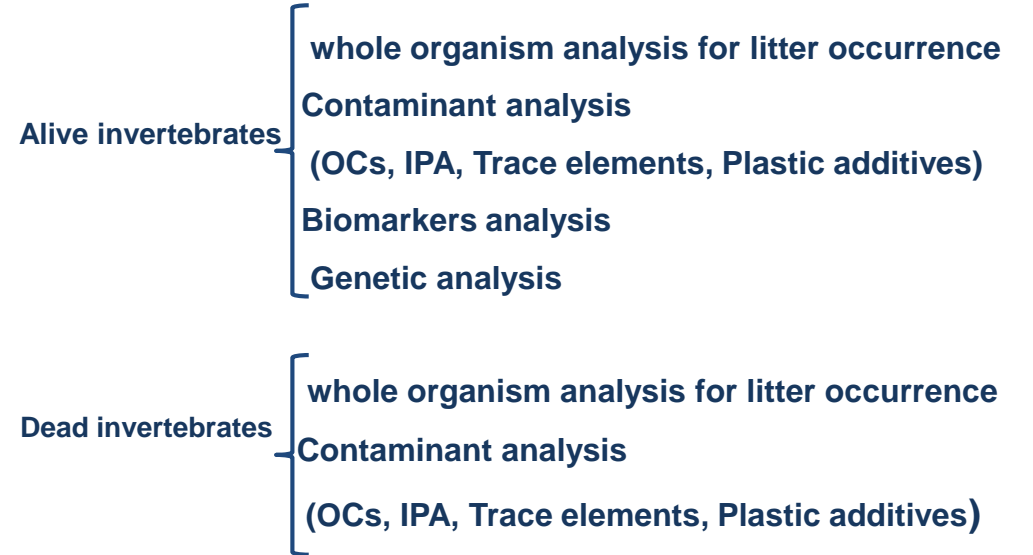 Alive invertebrates
whole organism analysis for litter occurrence
Contaminant analysis
(OCs, IPA, Trace elements, Plastic additives)
Biomarkers analysis
Genetic analysis
Dead invertebrates
whole organism analysis for litter occurrence
Contaminant analysis
(OCs, IPA, Trace elements, Plastic additives)